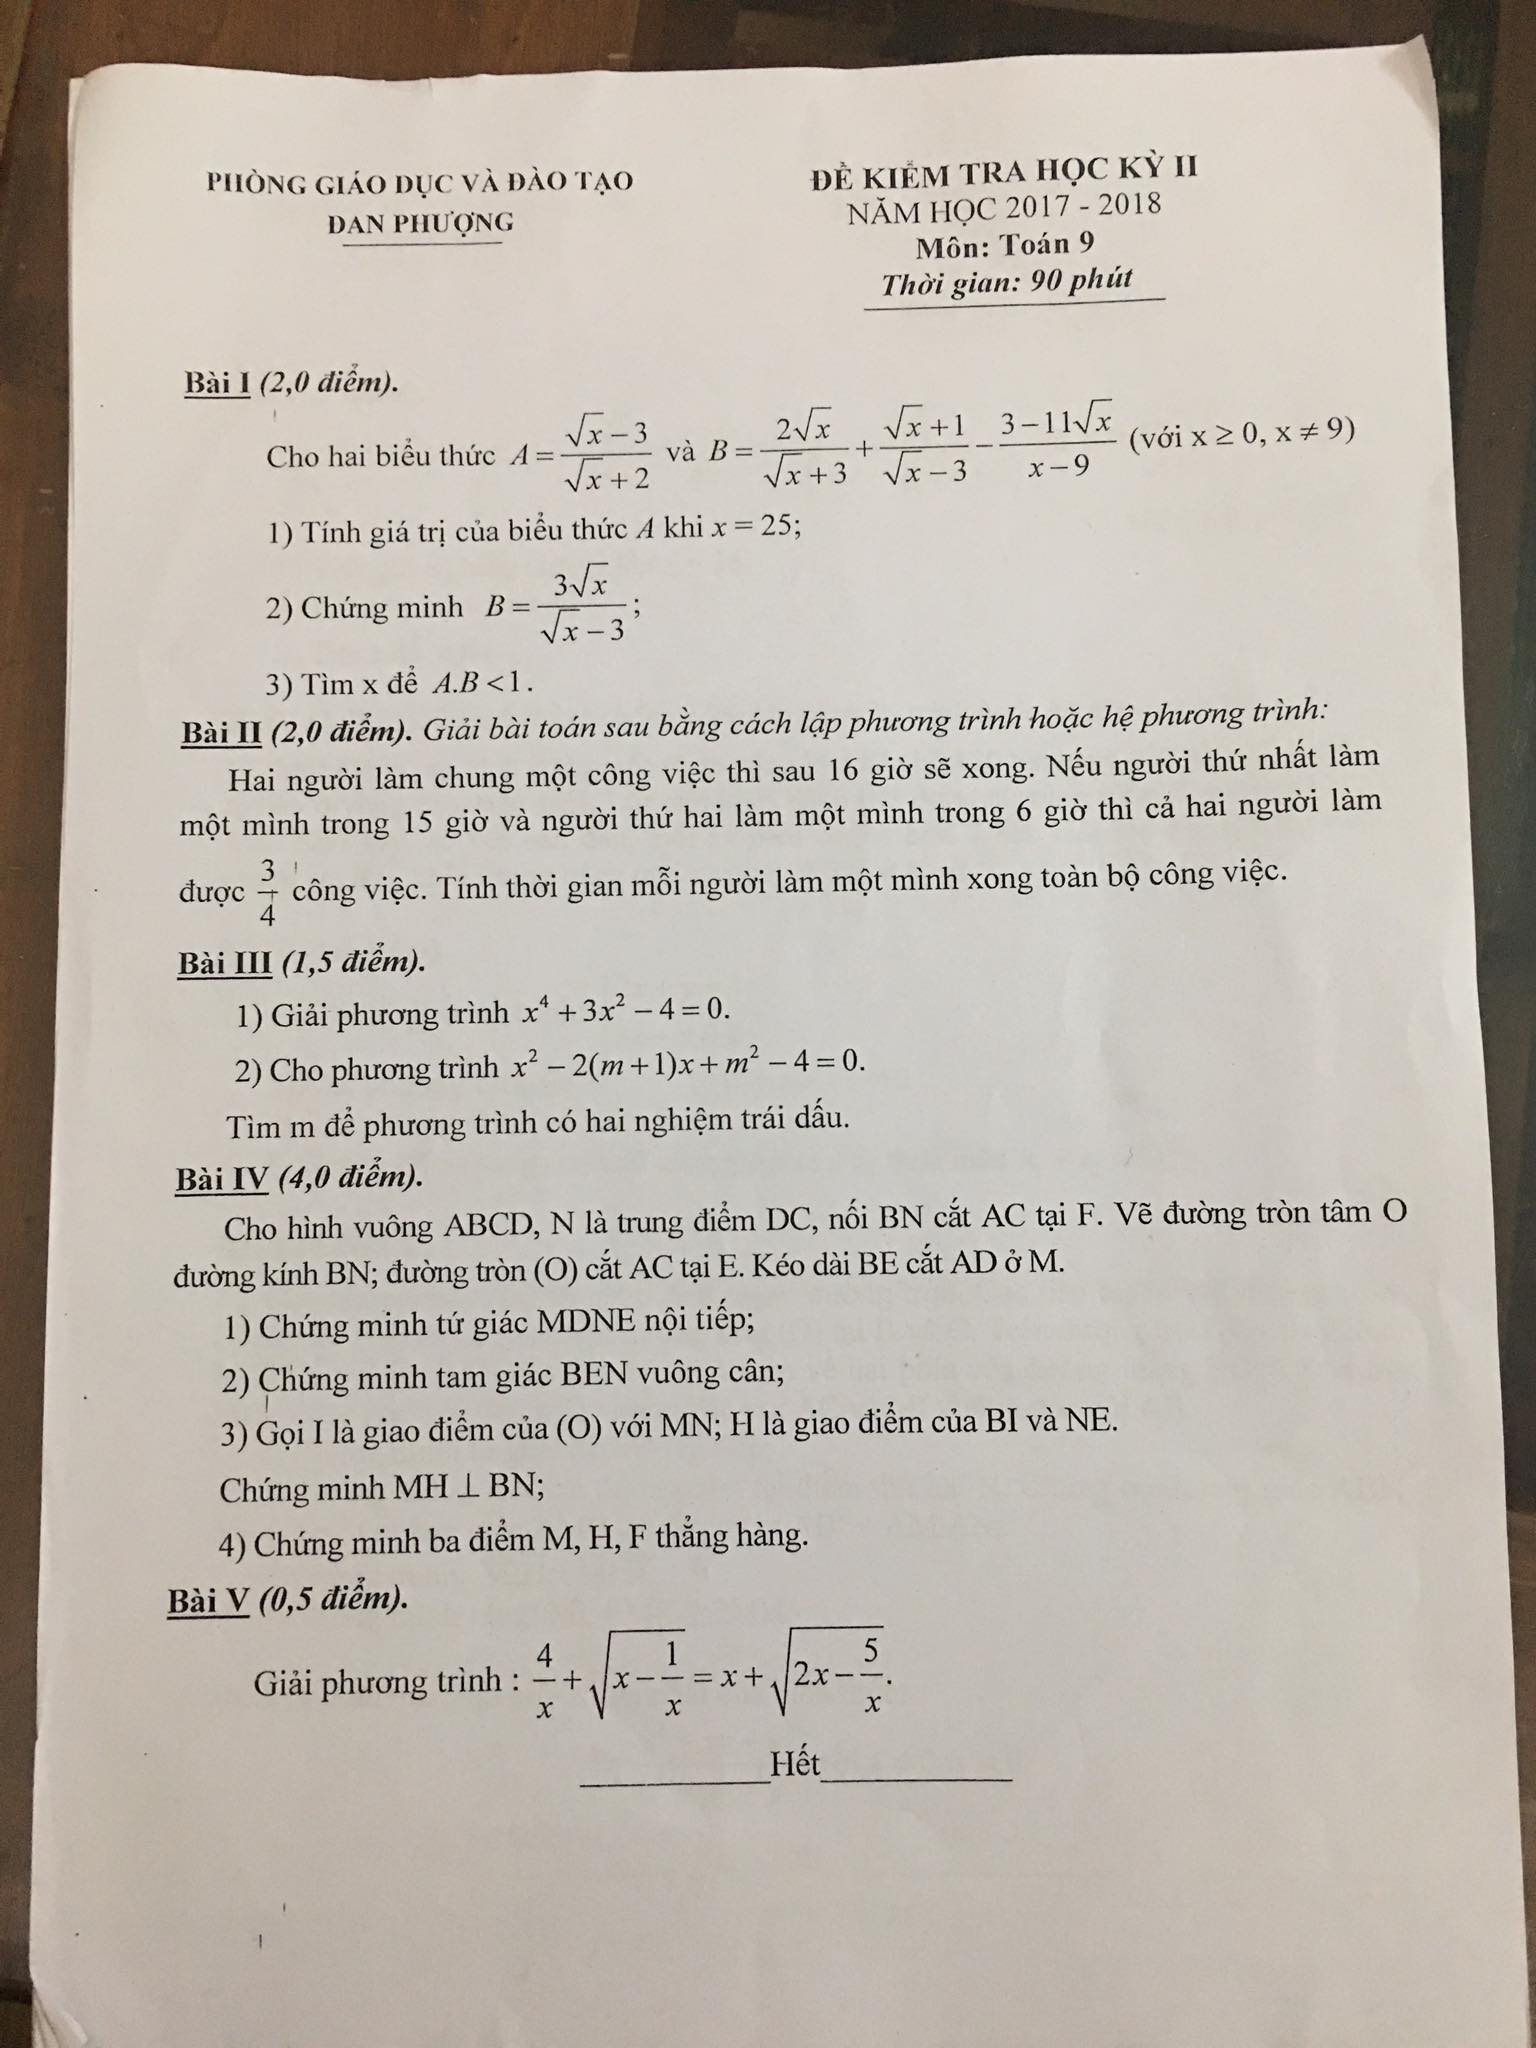 PHÒNG GIÁO DỤC VÀ ĐÀO TẠO
ĐAN PHƯỢNG
ĐỀ KIỂM TRA HỌC KỲ II
NĂM HỌC 2017 - 2018
Môn: Toán 9
Thời gian: 90 phút
Bài I (2,0 điểm).
Cho hai biểu thức A = (√x − 3)/(√x + 2) và B = 2√x/(√x + 3) + (√x + 1)/(√x − 3) − (3 − 11√x)/(x − 9) (với x ≥ 0, x ≠ 9)
1) Tính giá trị của biểu thức A khi x = 25;
2) Chứng minh B = 3√x/(√x − 3);
3) Tìm x để A.B < 1.
Bài II (2,0 điểm). Giải bài toán sau bằng cách lập phương trình hoặc hệ phương trình:
Hai người làm chung một công việc thì sau 16 giờ sẽ xong. Nếu người thứ nhất làm
một mình trong 15 giờ và người thứ hai làm một mình trong 6 giờ thì cả hai người làm
được 3/4 công việc. Tính thời gian mỗi người làm một mình xong toàn bộ công việc.
Bài III (1,5 điểm).
1) Giải phương trình x⁴ + 3x² − 4 = 0.
2) Cho phương trình x² − 2(m + 1)x + m² − 4 = 0.
Tìm m để phương trình có hai nghiệm trái dấu.
Bài IV (4,0 điểm).
Cho hình vuông ABCD, N là trung điểm DC, nối BN cắt AC tại F. Vẽ đường tròn tâm O
đường kính BN; đường tròn (O) cắt AC tại E. Kéo dài BE cắt AD ở M.
1) Chứng minh tứ giác MDNE nội tiếp;
2) Chứng minh tam giác BEN vuông cân;
3) Gọi I là giao điểm của (O) với MN; H là giao điểm của BI và NE.
Chứng minh MH ⊥ BN;
4) Chứng minh ba điểm M, H, F thẳng hàng.
Bài V (0,5 điểm).
Giải phương trình : 4/x + √(x − 1/x) = x + √(2x − 5/x).
Hết